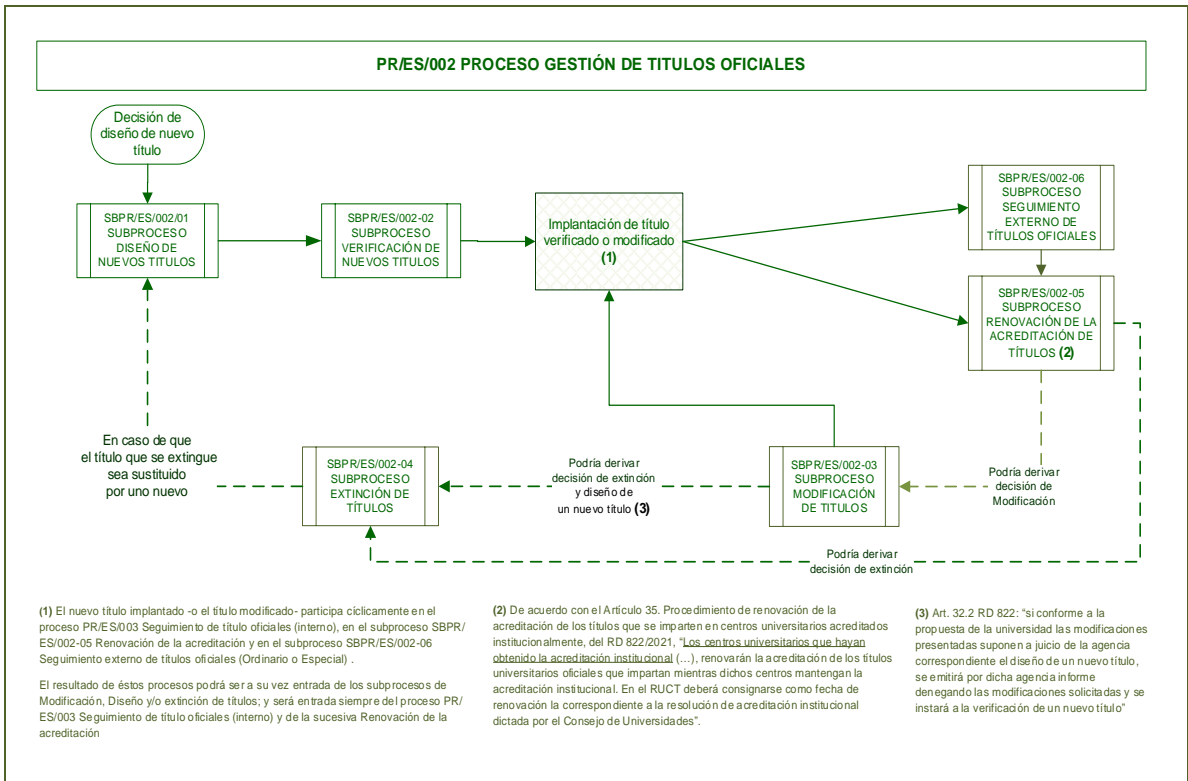 PR/ES/002 PROCESO GESTIÓN DE TITULOS OFICIALES
Decisión de
diseño de nuevo
título
SBPR/ES/002/01
SUBPROCESO
DISEÑO DE
NUEVOS TITULOS
SBPR/ES/002-02
SUBPROCESO
VERIFICACIÓN DE
NUEVOS TITULOS
Implantación de título
verificado o modificado
(1)
SBPR/ES/002-06
SUBPROCESO
SEGUIMIENTO
EXTERNO DE
TÍTULOS OFICIALES
SBPR/ES/002-05
SUBPROCESO
RENOVACIÓN DE LA
ACREDITACIÓN DE
TÍTULOS (2)
En caso de que
el título que se extingue
sea sustituido
por uno nuevo
SBPR/ES/002-04
SUBPROCESO
EXTINCIÓN DE
TÍTULOS
Podría derivar
decisión de extinción
y diseño de
un nuevo título (3)
SBPR/ES/002-03
SUBPROCESO
MODIFICACIÓN
DE TITULOS
Podría derivar
decisión de
Modificación
Podría derivar
decisión de extinción
(1) El nuevo título implantado -o el título modificado- participa cíclicamente en el
proceso PR/ES/003 Seguimiento de título oficiales (interno), en el subproceso SBPR/
ES/002-05 Renovación de la acreditación y en el subproceso SBPR/ES/002-06
Seguimiento externo de títulos oficiales (Ordinario o Especial) .
El resultado de éstos procesos podrá ser a su vez entrada de los subprocesos de
Modificación, Diseño y/o extinción de títulos; y será entrada siempre del proceso PR/
ES/003 Seguimiento de título oficiales (interno) y de la sucesiva Renovación de la
acreditación
(2) De acuerdo con el Artículo 35. Procedimiento de renovación de la
acreditación de los títulos que se imparten en centros universitarios acreditados
institucionalmente, del RD 822/2021, “Los centros universitarios que hayan
obtenido la acreditación institucional (...), renovarán la acreditación de los títulos
universitarios oficiales que impartan mientras dichos centros mantengan la
acreditación institucional. En el RUCT deberá consignarse como fecha de
renovación la correspondiente a la resolución de acreditación institucional
dictada por el Consejo de Universidades”.
(3) Art. 32.2 RD 822: “si conforme a la
propuesta de la universidad las modificaciones
presentadas suponen a juicio de la agencia
correspondiente el diseño de un nuevo título,
se emitirá por dicha agencia informe
denegando las modificaciones solicitadas y se
instará a la verificación de un nuevo título”